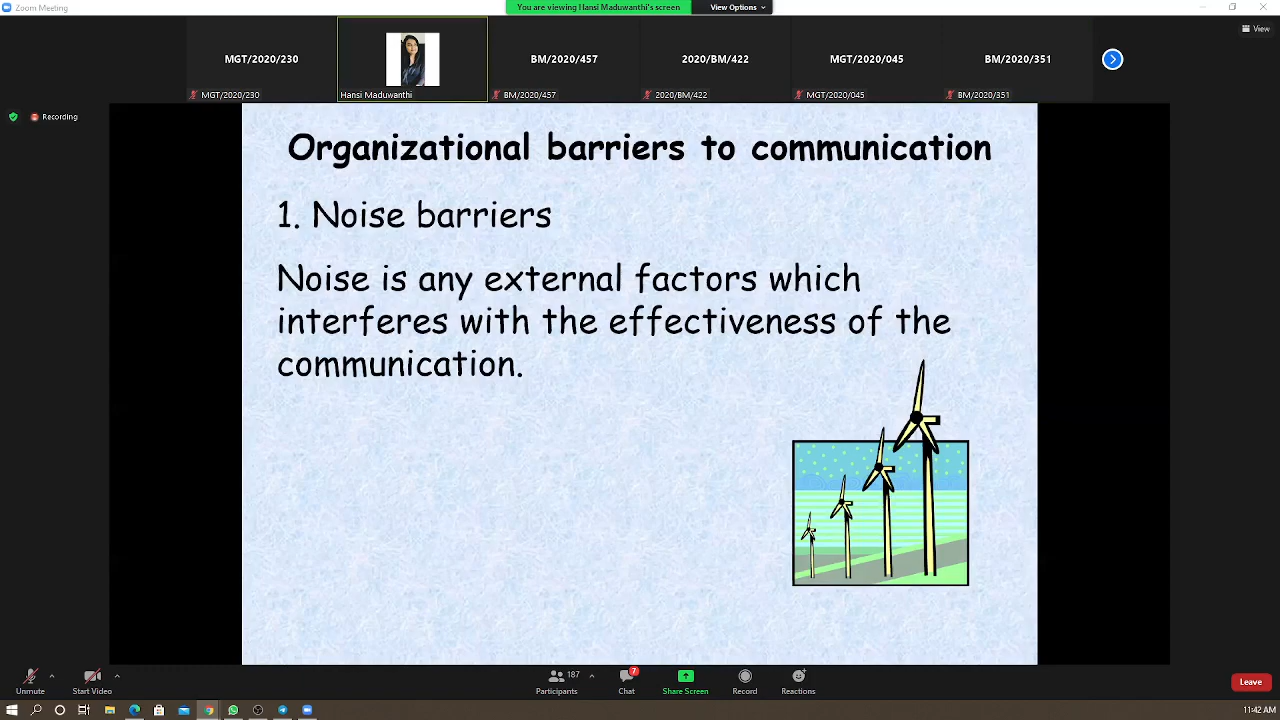 Zoom Meeting
You are viewing Hansi Maduwanthi's screen
View Options
View
MGT/2020/230
BM/2020/457
2020/BM/422
MGT/2020/045
BM/2020/351
MGT/2020/230
Hansi Maduwanthi
BM/2020/457
2020/BM/422
MGT/2020/045
BM/2020/351
Recording
Organizational barriers to communication
1. Noise barriers
Noise is any external factors which
interferes with the effectiveness of the
communication.
Unmute
Start Video
187
Participants
7
Chat
Share Screen
Record
Reactions
Leave
11:42 AM